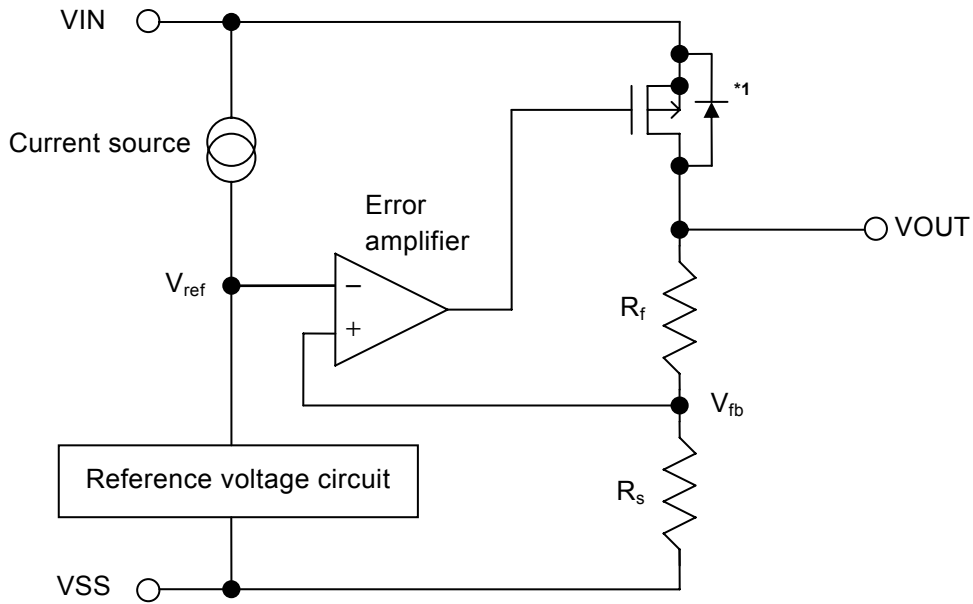 VIN
*1
Current source
Error
amplifier
VOUT
Vref
−
+
Rf
Vfb
Reference voltage circuit
Rs
VSS